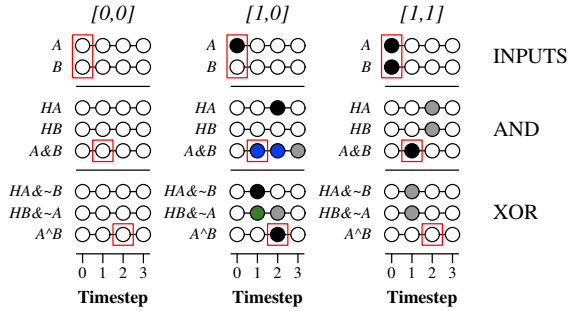 [0,0] [1,0] [1,1]
A A A INPUTS
B B B
HA HA HA
HB HB HB AND
A&B A&B A&B
HA&~B HA&~B HA&~B
HB&~A HB&~A HB&~A XOR
A^B A^B A^B
0 1 2 3 0 1 2 3 0 1 2 3
Timestep Timestep Timestep